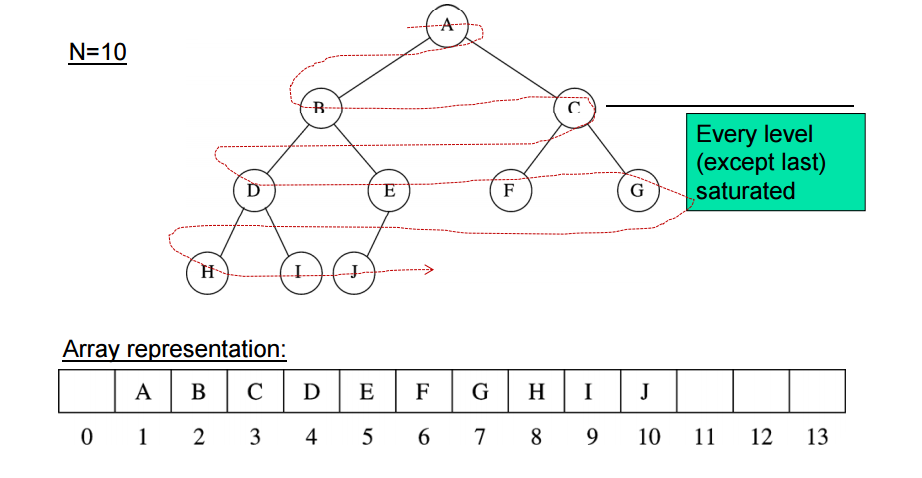 A
N=10
B
C
Every level
(except last)
saturated
D
E
F
G
H
I
J
Array representation:
A B C D E F G H I J
0 1 2 3 4 5 6 7 8 9 10 11 12 13